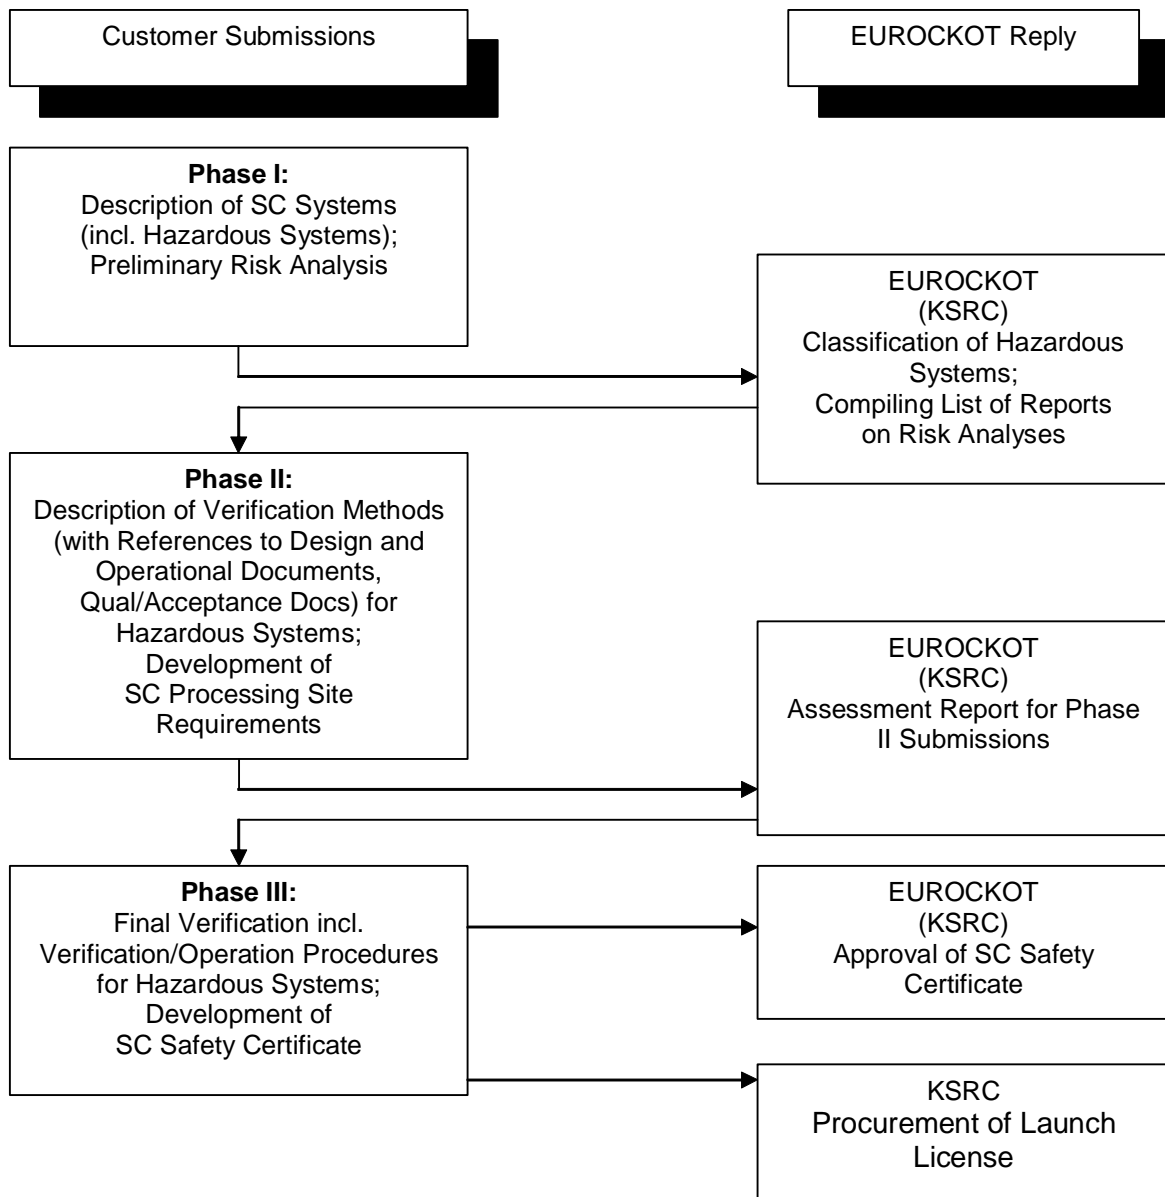 Customer Submissions
EUROCKOT Reply
Phase I:
Description of SC Systems
(incl. Hazardous Systems);
Preliminary Risk Analysis
EUROCKOT
(KSRC)
Classification of Hazardous
Systems;
Compiling List of Reports
on Risk Analyses
Phase II:
Description of Verification Methods
(with References to Design and
Operational Documents,
Qual/Acceptance Docs) for
Hazardous Systems;
Development of
SC Processing Site
Requirements
EUROCKOT
(KSRC)
Assessment Report for Phase
II Submissions
Phase III:
Final Verification incl.
Verification/Operation Procedures
for Hazardous Systems;
Development of
SC Safety Certificate
EUROCKOT
(KSRC)
Approval of SC Safety
Certificate
KSRC
Procurement of Launch
License